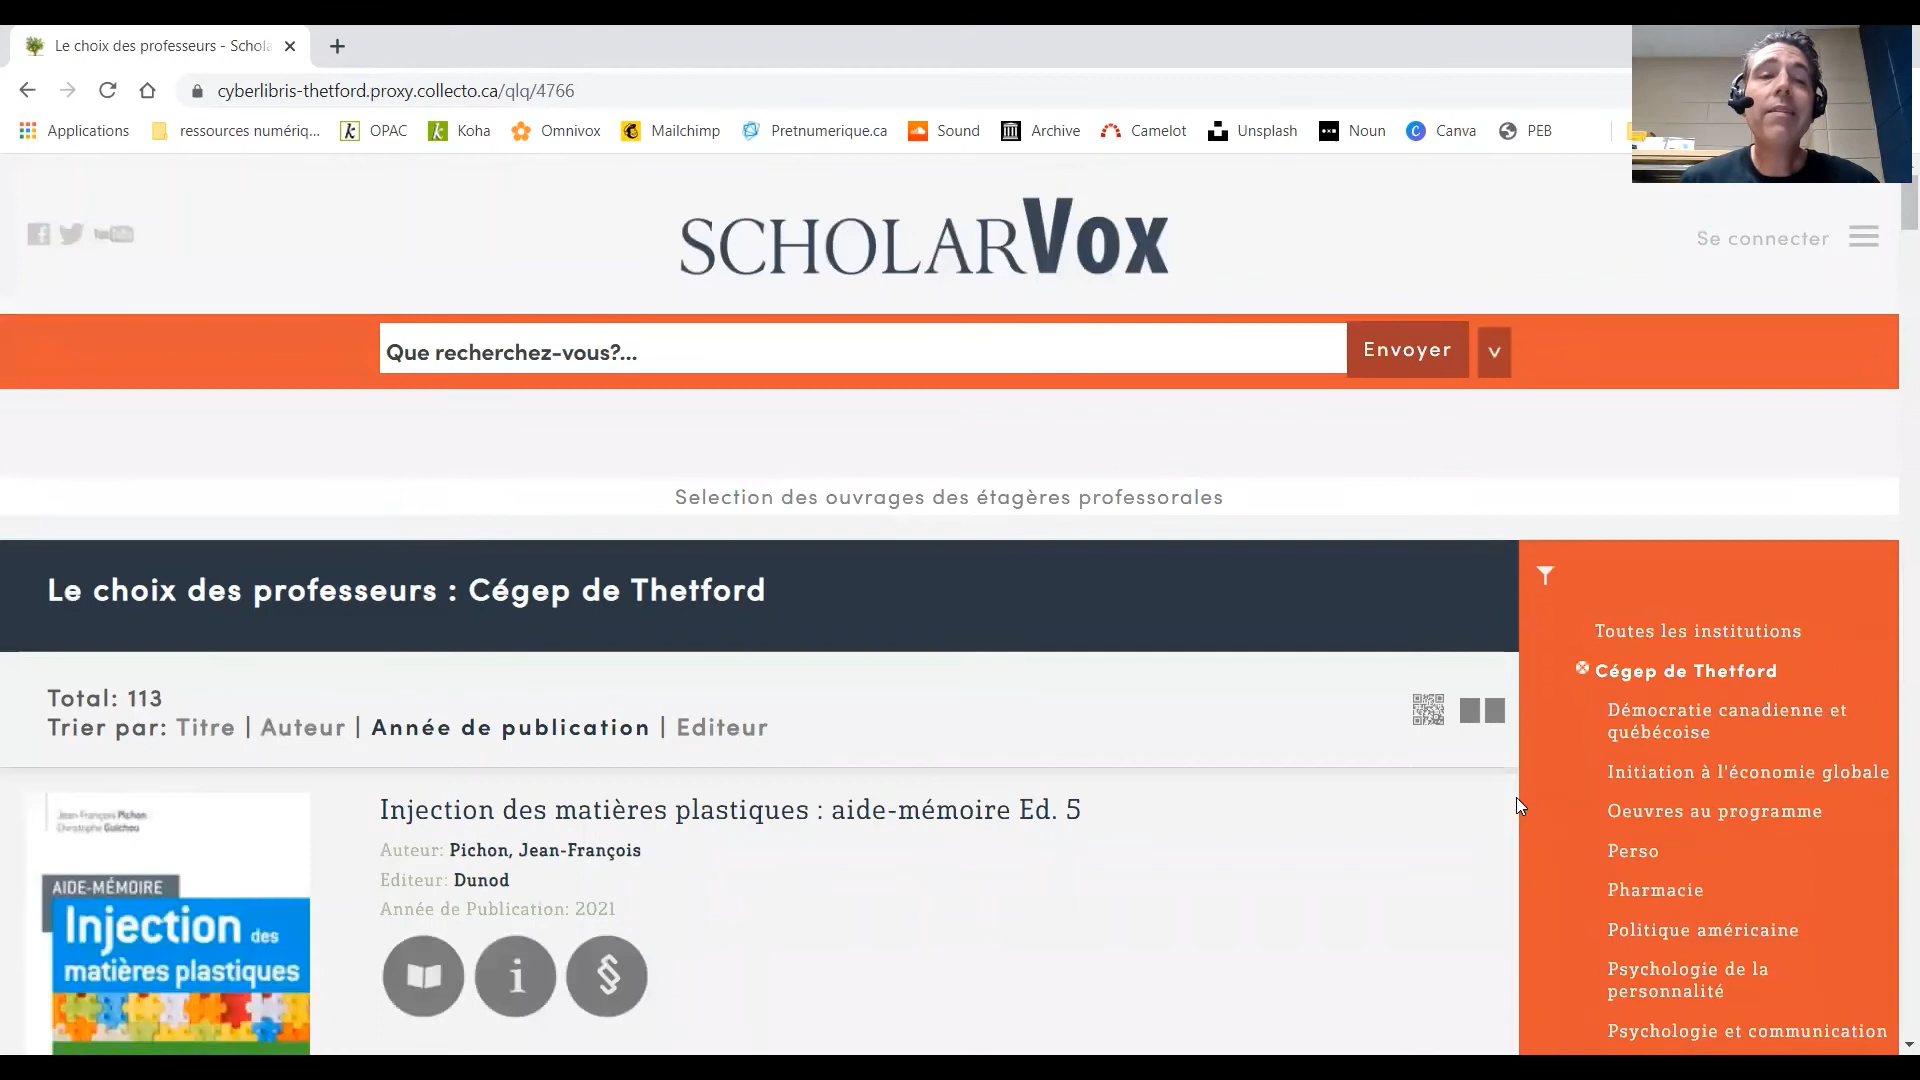 Le choix des professeurs - Schola
cyberlibris-thetford.proxy.collecto.ca/qlq/4766
Applications
ressources numériq...
OPAC
Koha
Omnivox
Mailchimp
Pretnumerique.ca
Sound
Archive
Camelot
Unsplash
Noun
Canva
PEB
SCHOLARVOX
Se connecter
Que recherchez-vous?...
Envoyer
v
Selection des ouvrages des étagères professorales
Le choix des professeurs : Cégep de Thetford
Total: 113
Trier par: Titre | Auteur | Année de publication | Editeur
Injection des matières plastiques : aide-mémoire Ed. 5
Auteur: Pichon, Jean-François
Editeur: Dunod
Année de Publication: 2021
Jean-François Pichon
Christophe Guichou
AIDE-MÉMOIRE
Injection des
matières plastiques
Toutes les institutions
Cégep de Thetford
Démocratie canadienne et
québécoise
Initiation à l'économie globale
Oeuvres au programme
Perso
Pharmacie
Politique américaine
Psychologie de la
personnalité
Psychologie et communication